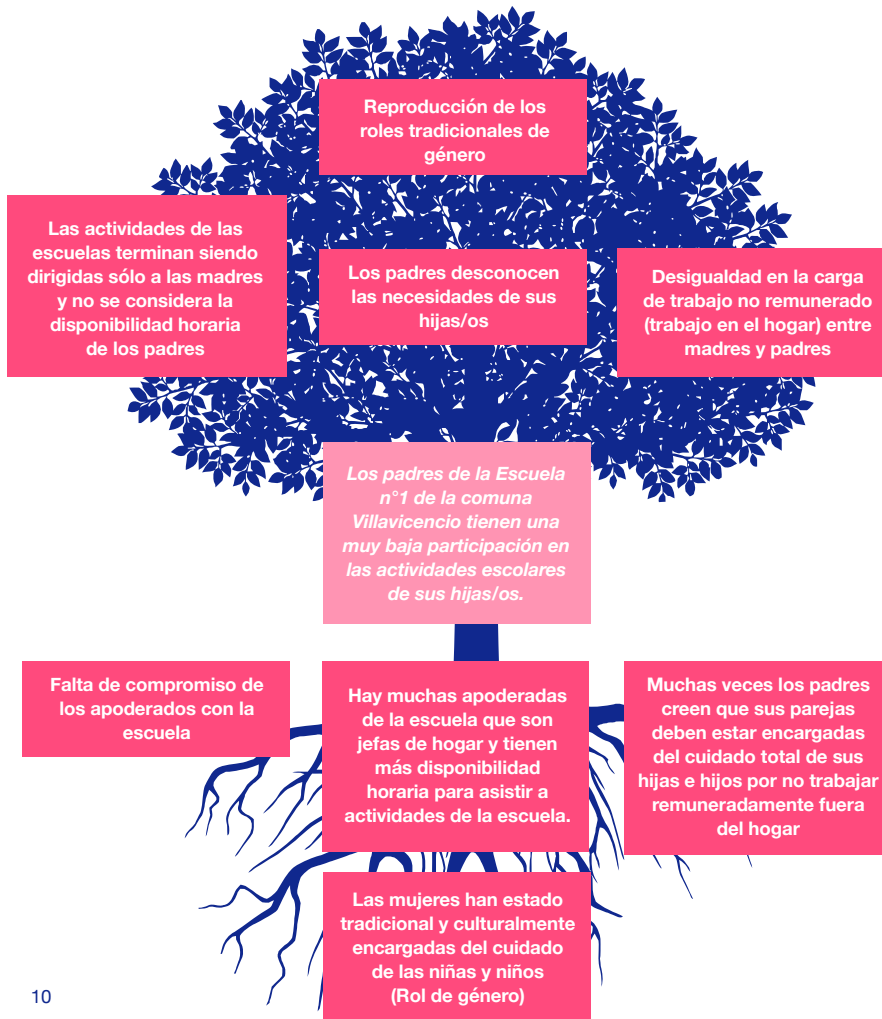 Reproducción de los
roles tradicionales de
género
Las actividades de las
escuelas terminan siendo
dirigidas sólo a las madres
y no se considera la
disponibilidad horaria
de los padres
Los padres desconocen
las necesidades de sus
hijas/os
Desigualdad en la carga
de trabajo no remunerado
(trabajo en el hogar) entre
madres y padres
Los padres de la Escuela
n°1 de la comuna
Villavicencio tienen una
muy baja participación en
las actividades escolares
de sus hijas/os.
Falta de compromiso de
los apoderados con la
escuela
Hay muchas apoderadas
de la escuela que son
jefas de hogar y tienen
más disponibilidad
horaria para asistir a
actividades de la escuela.
Muchas veces los padres
creen que sus parejas
deben estar encargadas
del cuidado total de sus
hijas e hijos por no trabajar
remuneradamente fuera
del hogar
Las mujeres han estado
tradicional y culturalmente
encargadas del cuidado
de las niñas y niños
(Rol de género)
10